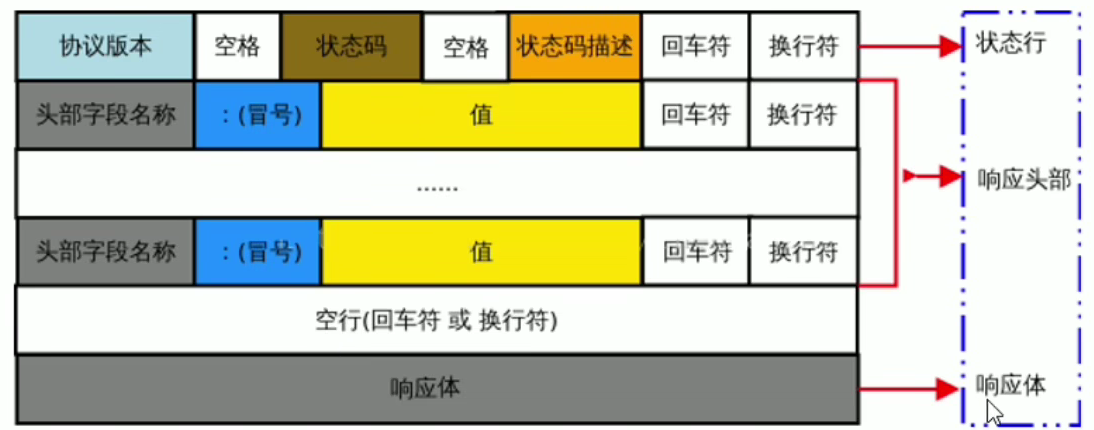 协议版本 空格 状态码 空格 状态码描述 回车符 换行符 状态行
头部字段名称 :(冒号) 值 回车符 换行符
...... 响应头部
头部字段名称 :(冒号) 值 回车符 换行符
空行(回车符 或 换行符)
响应体 响应体